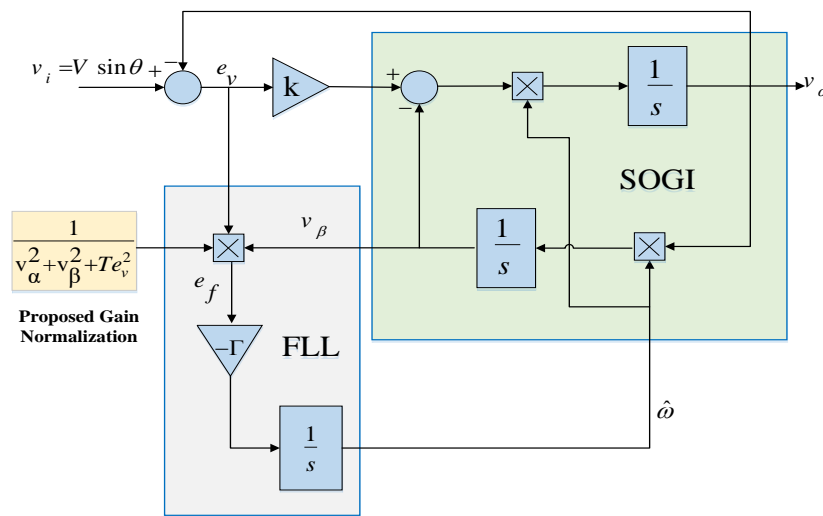 v_i = V sin θ
+
−
e_v
k
+
−
×
1/s
v_α
SOGI
1/(v_α^2+v_β^2+Te_v^2)
×
v_β
1/s
×
Proposed Gain
Normalization
e_f
−Γ
FLL
1/s
ω̂